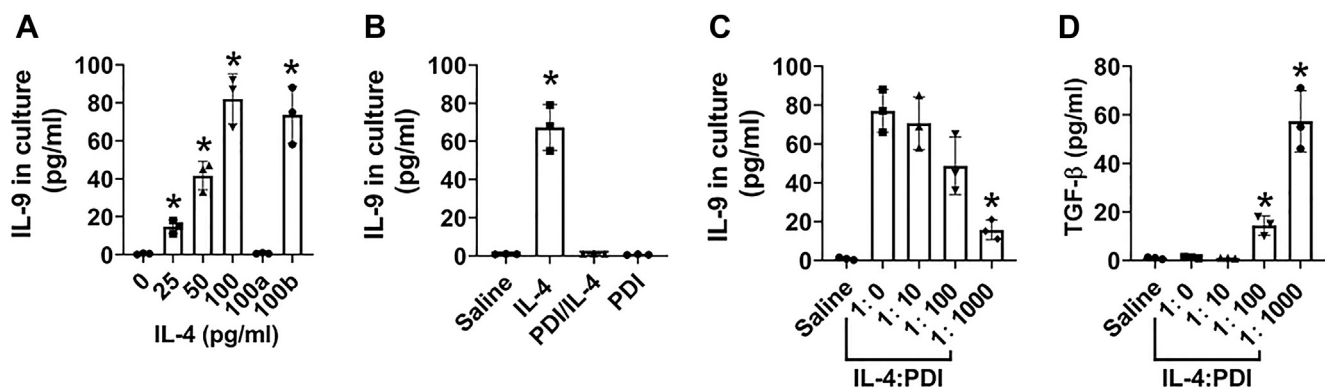 A
IL-9 in culture
(pg/ml)
100
80
60
40
20
0
*
*
*
*
0
25
50
100
100a
100b
IL-4 (pg/ml)
B
IL-9 in culture
(pg/ml)
100
80
60
40
20
0
*
Saline
IL-4
PDI/IL-4
PDI
C
IL-9 in culture
(pg/ml)
100
80
60
40
20
0
*
Saline
1: 0
1: 10
1: 100
1: 1000
IL-4:PDI
D
TGF-β (pg/ml)
80
60
40
20
0
*
*
Saline
1: 0
1: 10
1: 100
1: 1000
IL-4:PDI